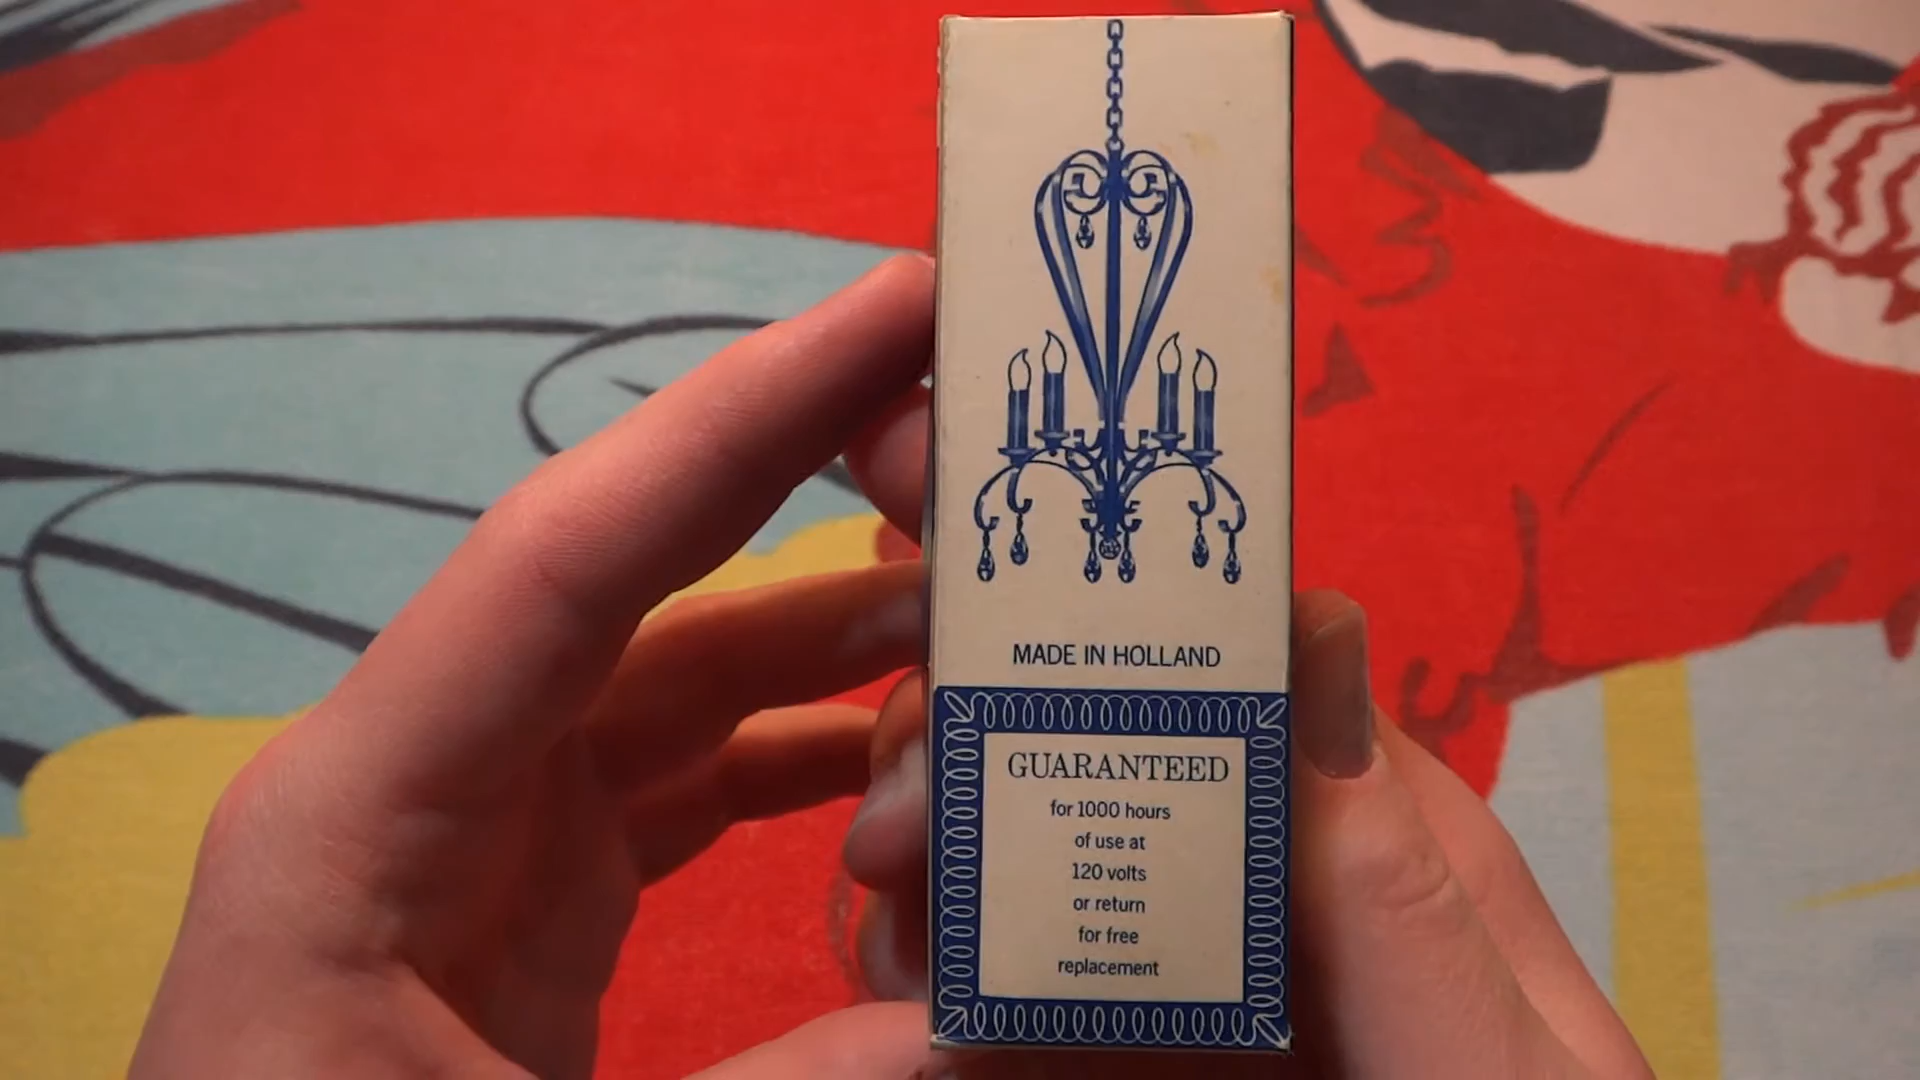 MADE IN HOLLAND
GUARANTEED
for 1000 hours
of use at
120 volts
or return
for free
replacement